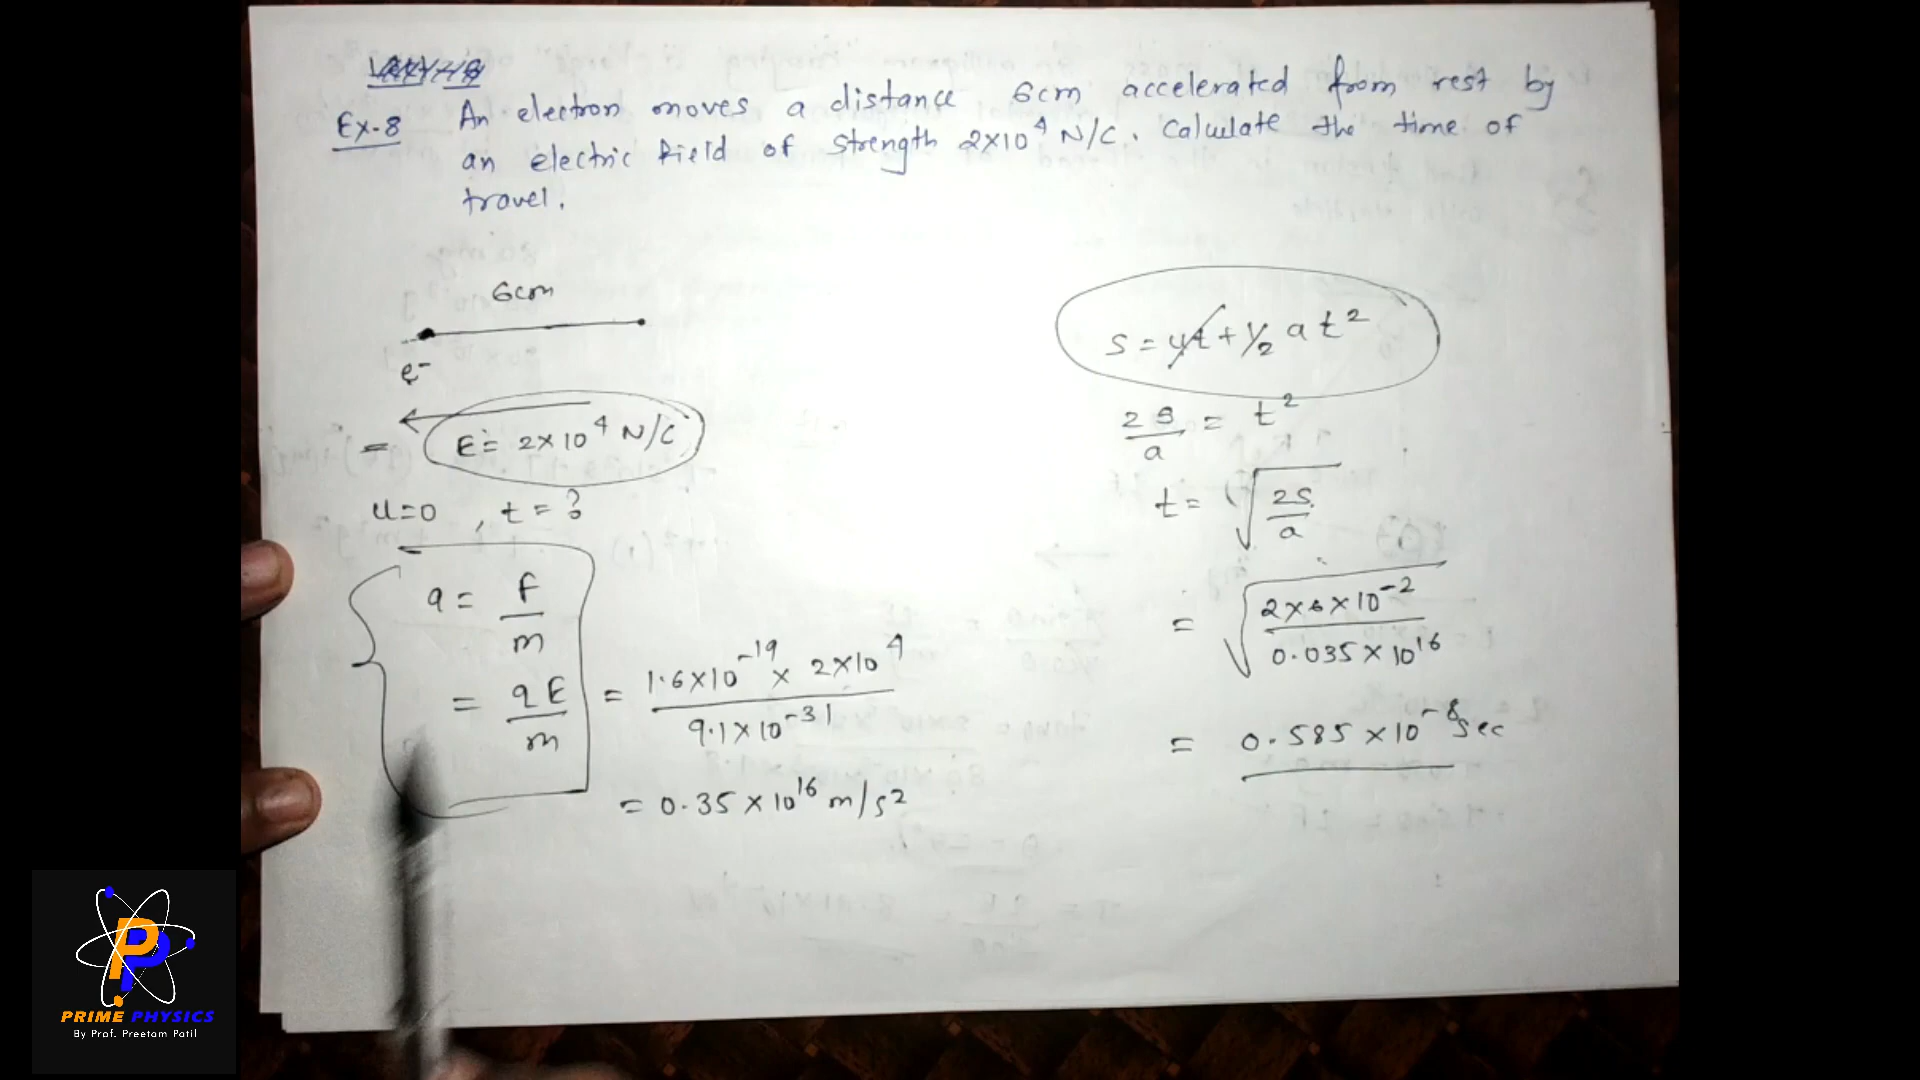 Ex-8 An electron moves a distance 6cm accelerated from rest by
an electric field of strength 2×10⁴ N/C. Calculate the time of
travel.
6cm
e⁻
= E = 2×10⁴ N/C
u=0 , t = ?
a = F/m
= qE/m = 1.6×10⁻¹⁹ × 2×10⁴ / 9.1×10⁻³¹
= 0.35×10¹⁶ m/s²
s = ut + 1/2 a t²
2s/a = t²
t = √(2s/a)
= √(2×6×10⁻² / 0.035×10¹⁶)
= 0.585×10⁻⁸ sec
PRIME PHYSICS
By Prof. Preetam Patil